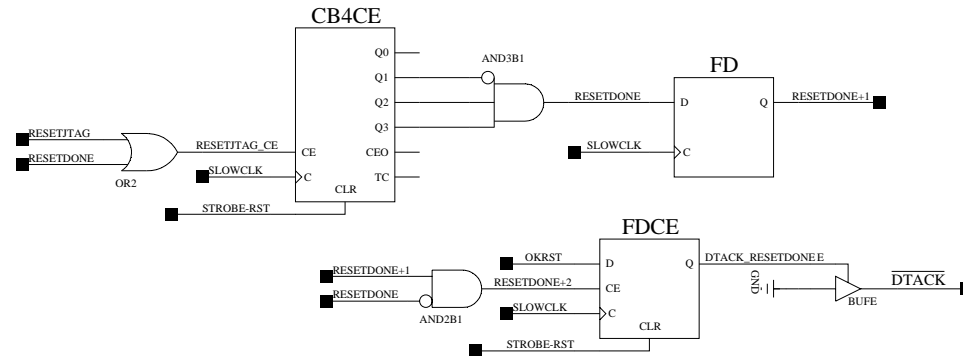 CB4CE
Q0
AND3B1
FD
Q1
Q2
RESETDONE
D
Q
RESETDONE+1
Q3
RESETJTAG
RESETJTAG_CE
CE
CEO
SLOWCLK
C
RESETDONE
OR2
SLOWCLK
C
TC
CLR
STROBE-RST
FDCE
OKRST
D
Q
DTACK_RESETDONE E
RESETDONE+1
GND
DTACK
RESETDONE
RESETDONE+2
CE
BUFE
AND2B1
SLOWCLK
C
CLR
STROBE-RST